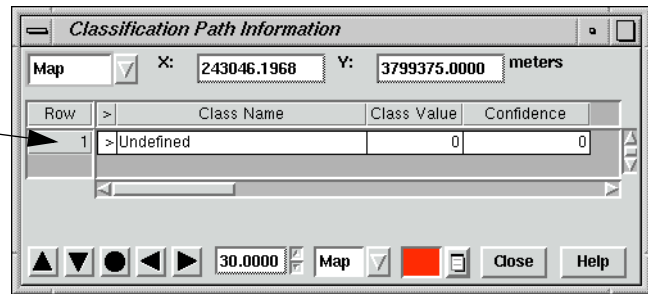 Classification Path Information
Map X: 243046.1968 Y: 3799375.0000 meters
Row > Class Name Class Value Confidence
1 > Undefined 0 0
30.0000 Map Close Help